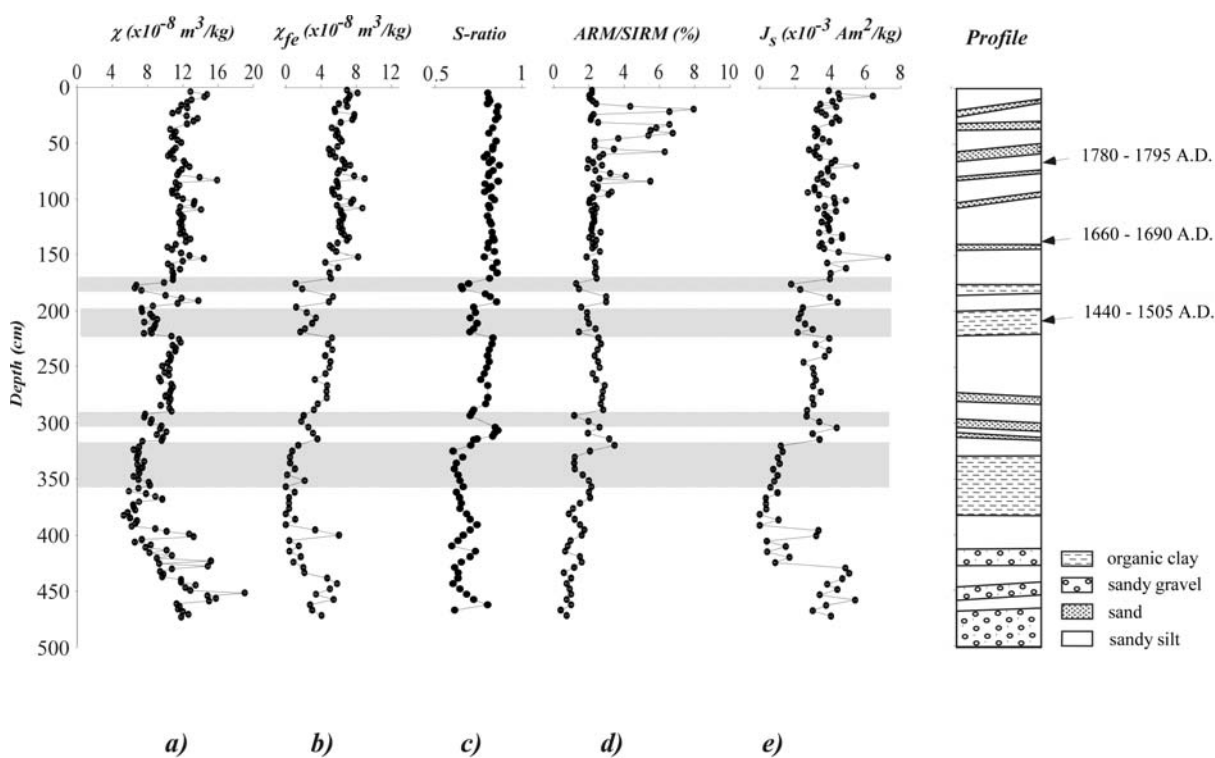 χ (x10⁻⁸ m³/kg) χfe (x10⁻⁸ m³/kg) S-ratio ARM/SIRM (%) Js (x10⁻³ Am²/kg) Profile
0 4 8 12 16 20 0 4 8 12 0.5 1 0 2 4 6 8 10 0 2 4 6 8
0
50
1780 - 1795 A.D.
100
1660 - 1690 A.D.
150
200
1440 - 1505 A.D.
250
Depth (cm)
300
350
400
organic clay
450
sandy gravel
sand
500
sandy silt
a) b) c) d) e)